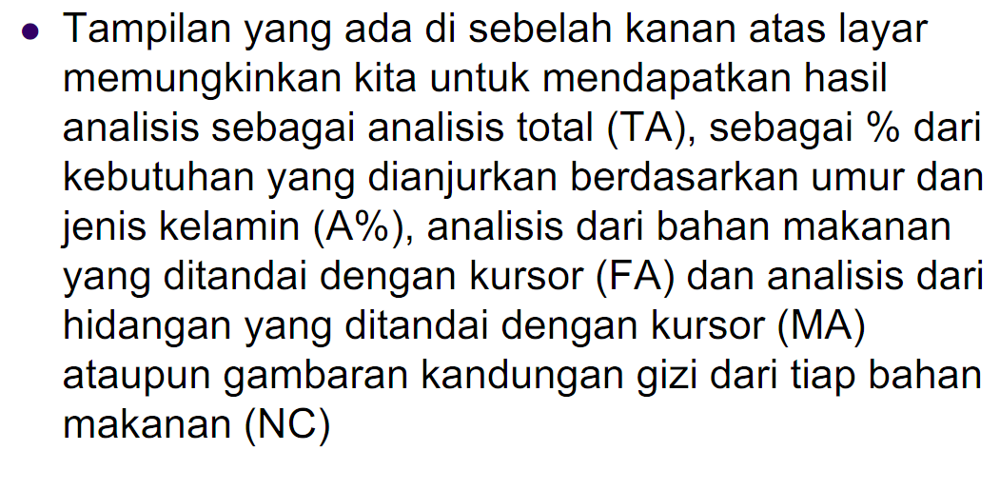 • Tampilan yang ada di sebelah kanan atas layar
memungkinkan kita untuk mendapatkan hasil
analisis sebagai analisis total (TA), sebagai % dari
kebutuhan yang dianjurkan berdasarkan umur dan
jenis kelamin (A%), analisis dari bahan makanan
yang ditandai dengan kursor (FA) dan analisis dari
hidangan yang ditandai dengan kursor (MA)
ataupun gambaran kandungan gizi dari tiap bahan
makanan (NC)